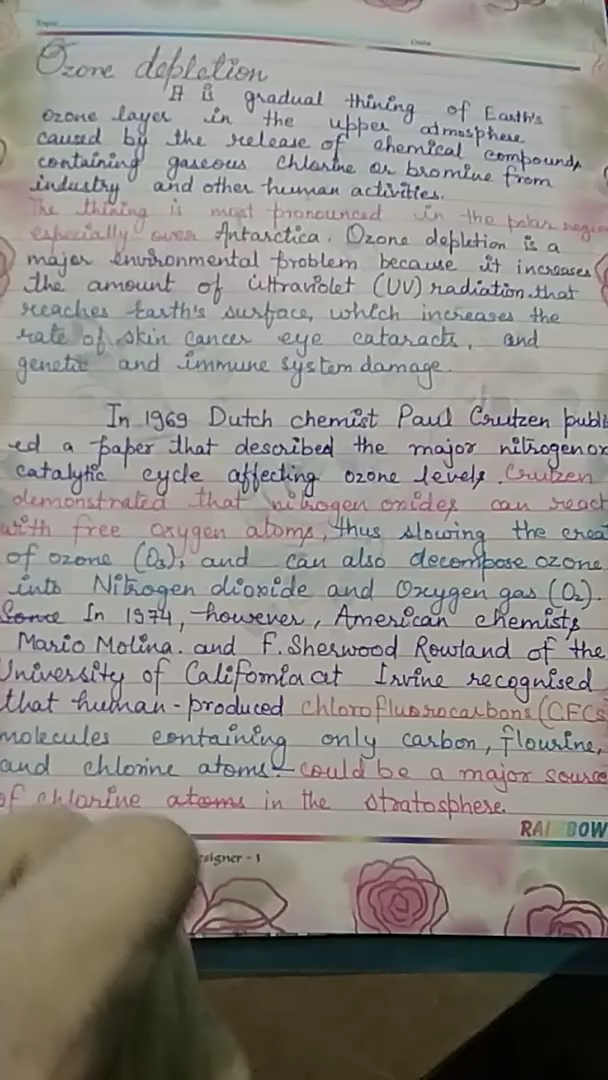 Ozone depletion
It is gradual thining of Earth's
ozone layer in the upper atmosphere
caused by the release of chemical compounds
containing gaseous chlorine or bromine from
industry and other human activities.
The thining is most pronounced in the polar region
especially over Antarctica. Ozone depletion is a
major environmental problem because it increases
the amount of ultraviolet (UV) radiation that
reaches Earth's surface, which increases the
rate of skin cancer eye cataracts, and
genetic and immune system damage.
In 1969 Dutch chemist Paul Crutzen publi
ed a paper that described the major nitrogen ox
catalytic cycle affecting ozone levels. Crutzen
demonstrated that nitrogen oxides can react
with free oxygen atoms, thus slowing the creat
of ozone (O₃), and can also decompose ozone
into Nitrogen dioxide and Oxygen gas (O₂).
Some In 1974, however, American chemists
Mario Molina. and F. Sherwood Rowland of the
University of California at Irvine recognised
that human-produced chlorofluorocarbons (CFCs
molecules containing only carbon, flourine,
and chlorine atoms - could be a major source
of chlorine atoms in the stratosphere.
RAINBOW
signer - 1